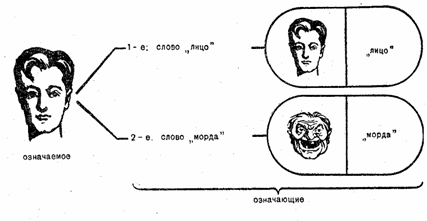 1-е: слово „лицо"
„лицо"
2-е. слово „морда"
„морда"
означаемое
означающие